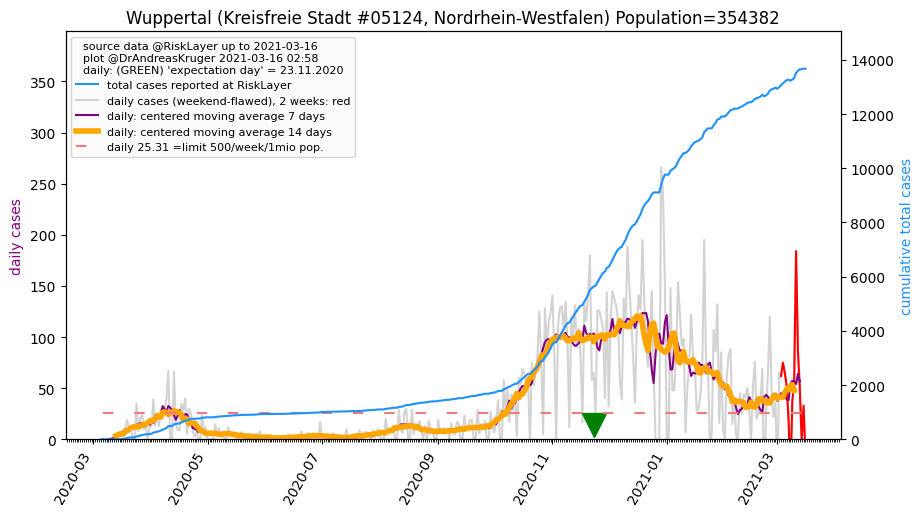 Wuppertal (Kreisfreie Stadt #05124, Nordrhein-Westfalen) Population=354382
source data @RiskLayer up to 2021-03-16
plot @DrAndreasKruger 2021-03-16 02:58
daily: (GREEN) 'expectation day' = 23.11.2020
total cases reported at RiskLayer
daily cases (weekend-flawed), 2 weeks: red
daily: centered moving average 7 days
daily: centered moving average 14 days
daily 25.31 =limit 500/week/1mio pop.
daily cases
350
300
250
200
150
100
50
0
14000
12000
10000
8000
6000
4000
2000
0
cumulative total cases
2020-03
2020-05
2020-07
2020-09
2020-11
2021-01
2021-03